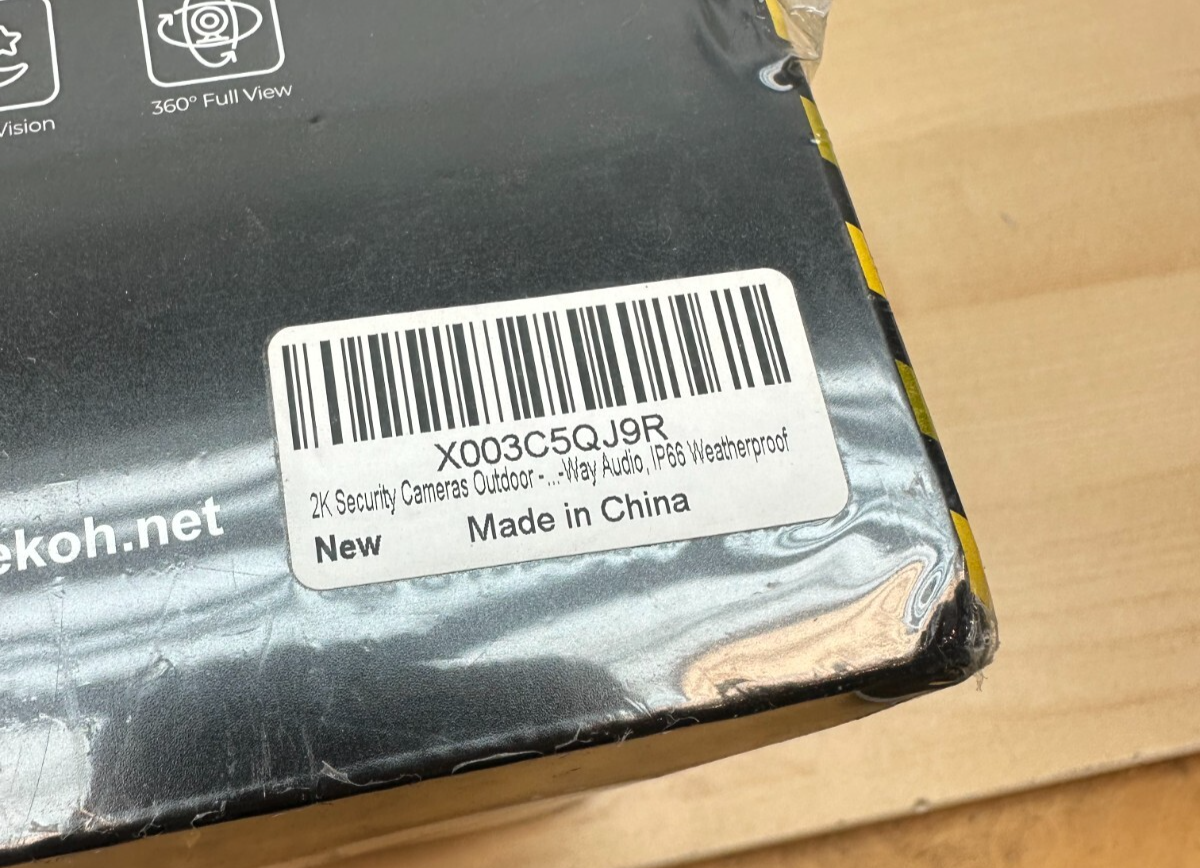 Vision
360° Full View
X003C5QJ9R
2K Security Cameras Outdoor -...-Way Audio, IP66 Weatherproof
New
Made in China
ekoh.net